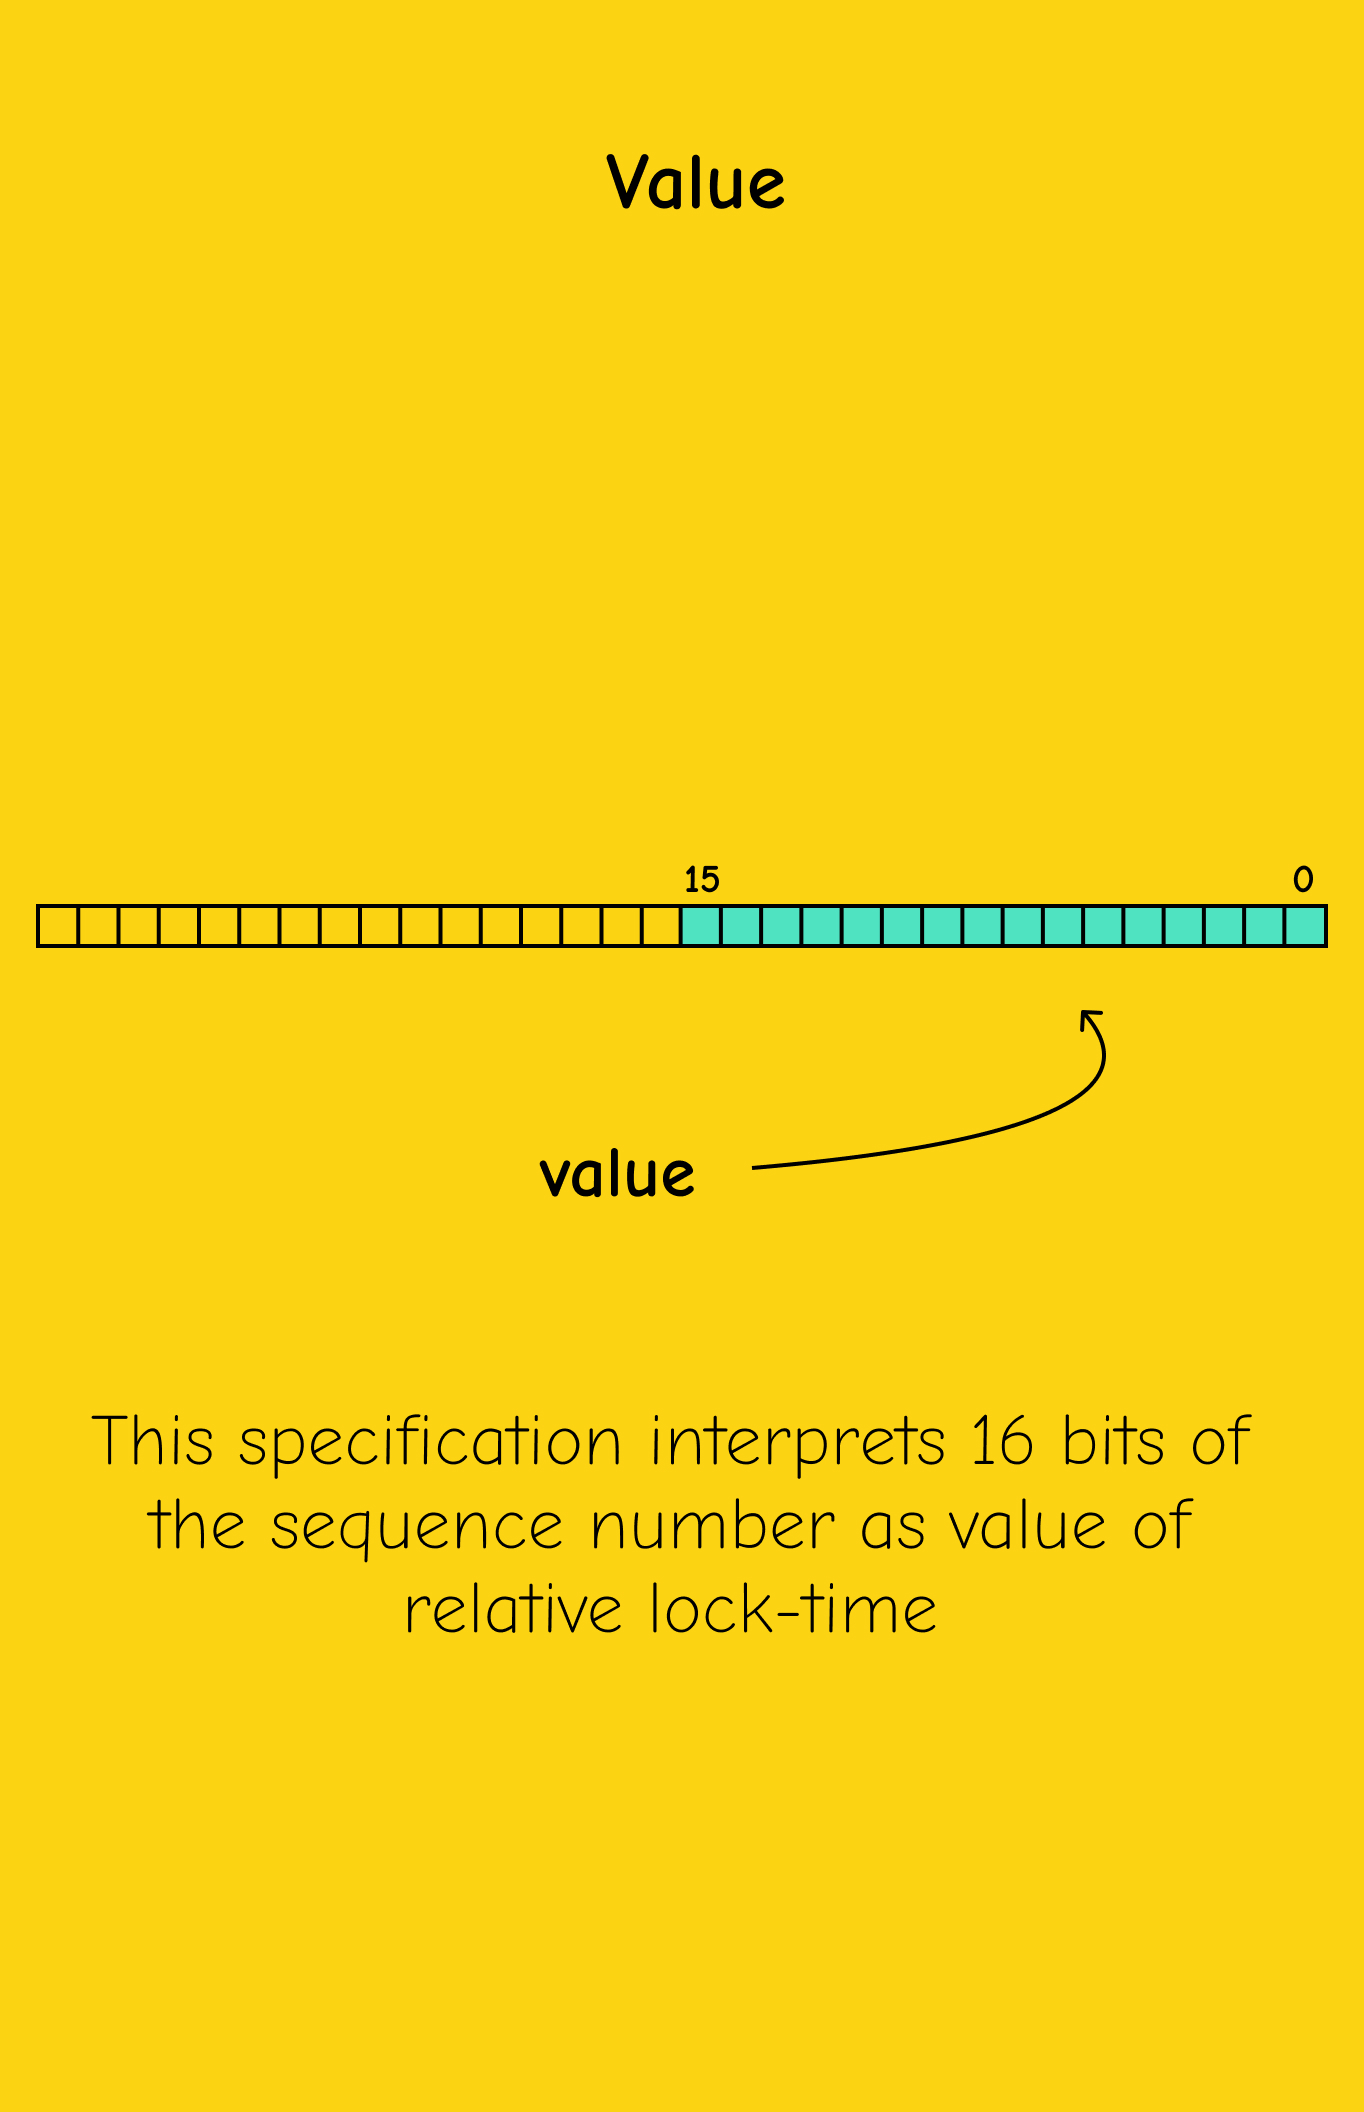 Value
15 0
value
This specification interprets 16 bits of
the sequence number as value of
relative lock-time